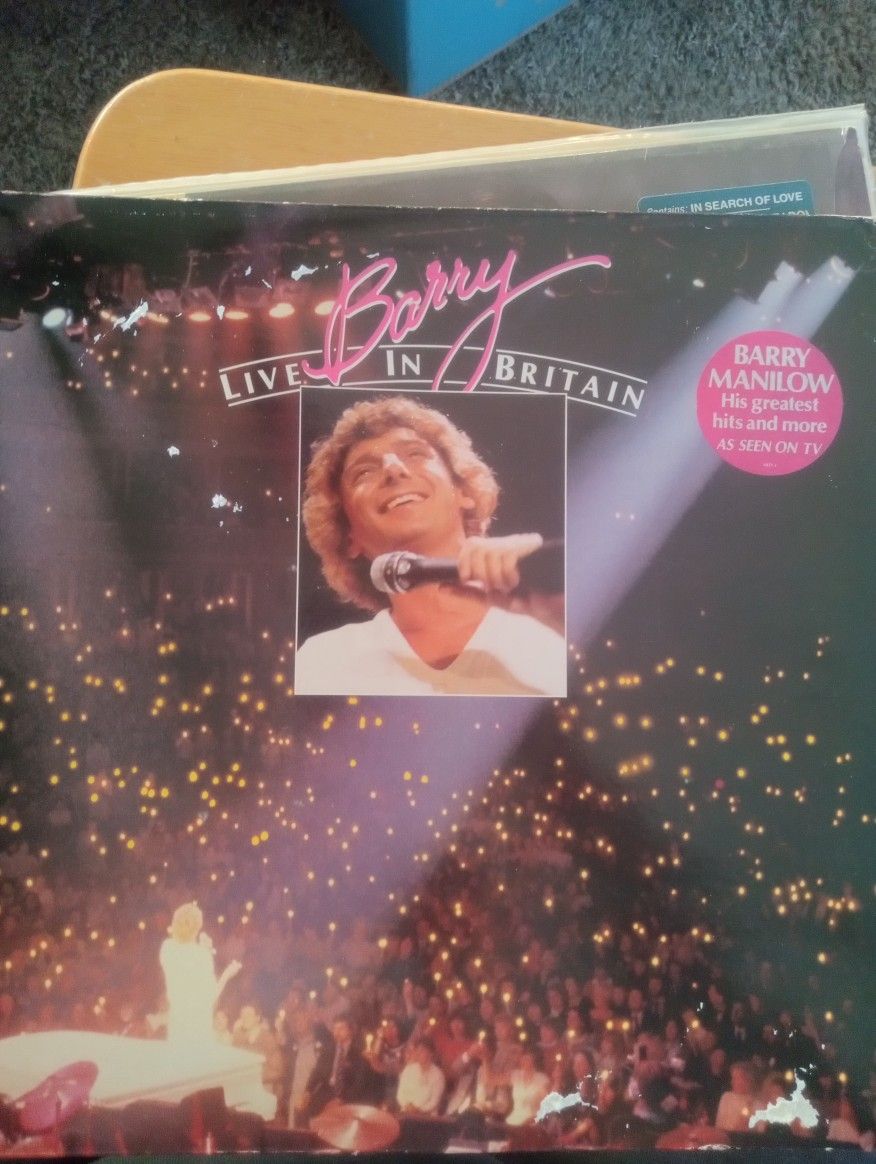 Contains: IN SEARCH OF LOVE
Barry
LIVE IN BRITAIN
BARRY
MANILOW
His greatest
hits and more
AS SEEN ON TV